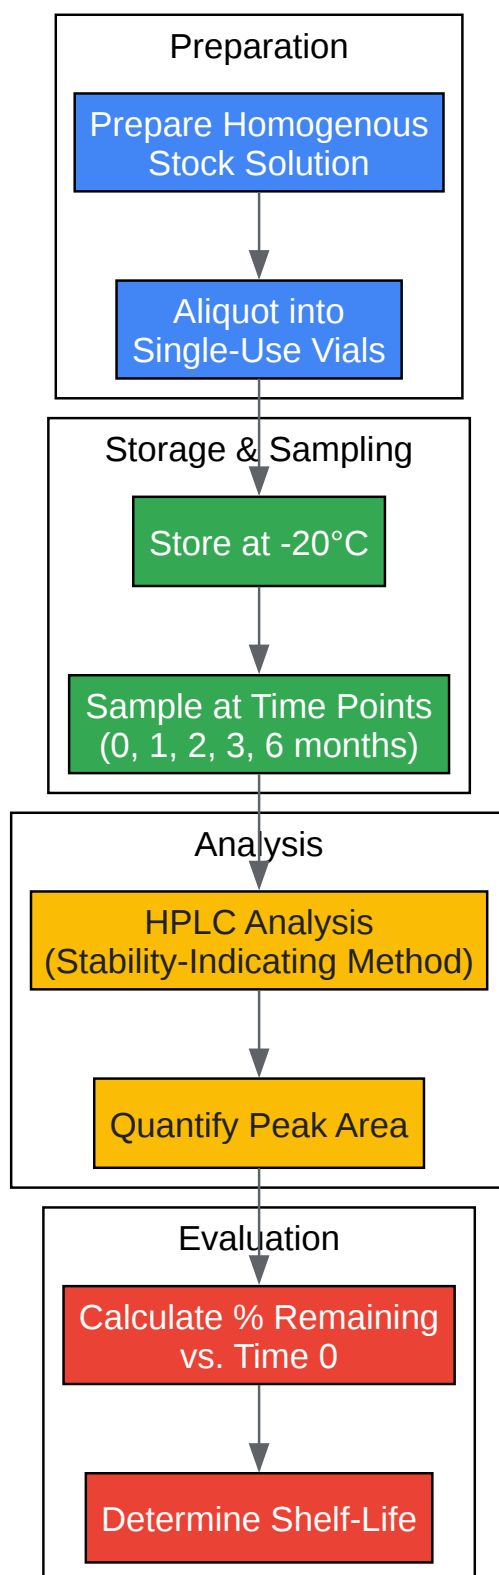 Preparation
Prepare Homogenous
Stock Solution
Aliquot into
Single-Use Vials
Storage & Sampling
Store at -20°C
Sample at Time Points
(0, 1, 2, 3, 6 months)
Analysis
HPLC Analysis
(Stability-Indicating Method)
Quantify Peak Area
Evaluation
Calculate % Remaining
vs. Time 0
Determine Shelf-Life